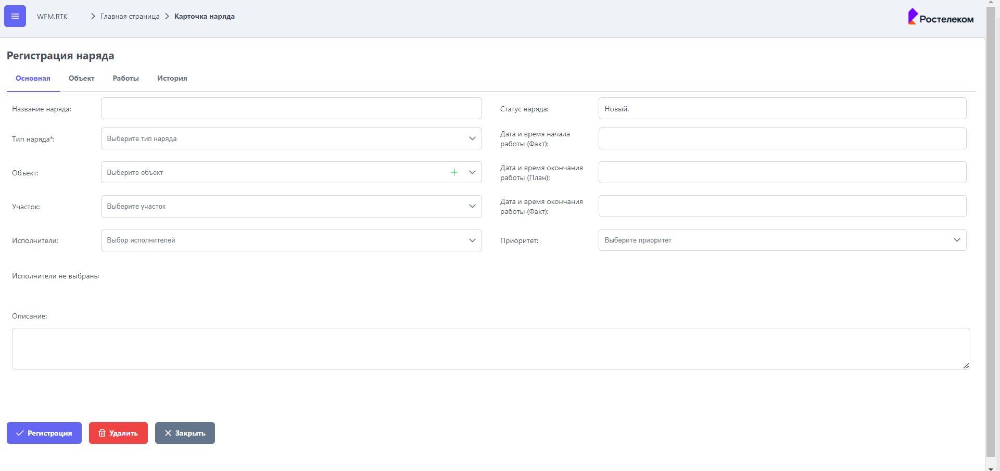 WFM.RTK
Главная страница
Карточка наряда
Ростелеком
Регистрация наряда
Основная
Объект
Работы
История
Название наряда:
Статус наряда:
Новый.
Тип наряда*:
Выберите тип наряда
Дата и время начала
работы (Факт):
Объект:
Выберите объект
Дата и время окончания
работы (План):
Участок:
Выберите участок
Дата и время окончания
работы (Факт):
Исполнители:
Выбор исполнителей
Приоритет:
Выберите приоритет
Исполнители не выбраны
Описание:
Регистрация
Удалить
Закрыть